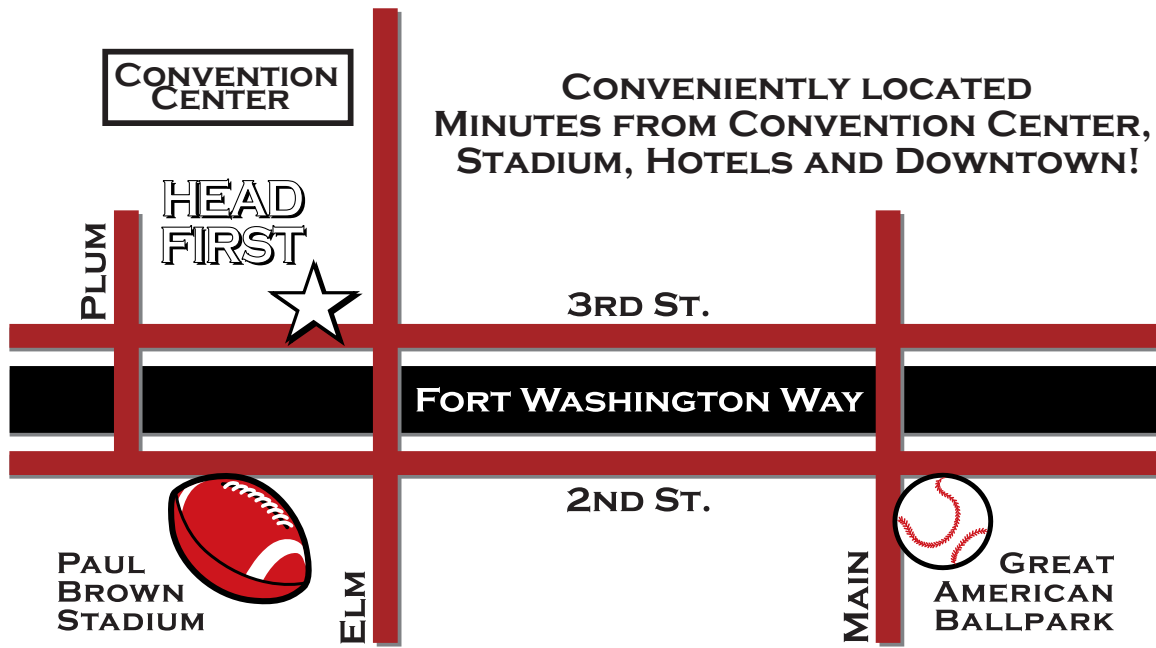 Convention
Center
Conveniently located
Minutes from Convention Center,
Stadium, Hotels and Downtown!
HEAD
FIRST
Plum
3rd St.
Fort Washington Way
2nd St.
Paul
Brown
Stadium
Elm
Main
Great
American
Ballpark